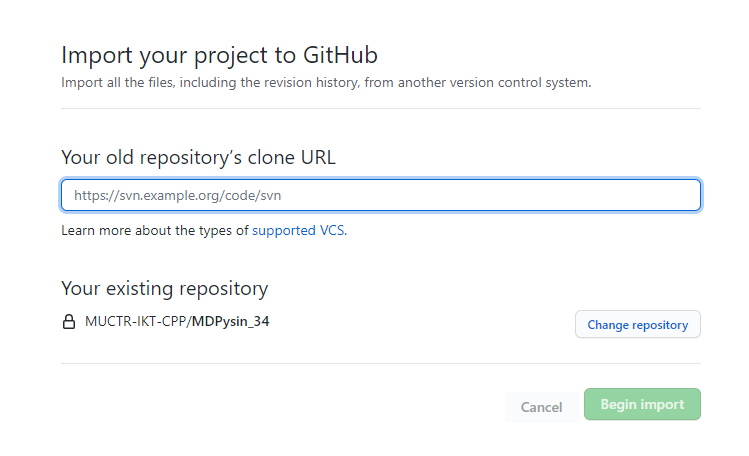 Import your project to GitHub
Import all the files, including the revision history, from another version control system.
Your old repository's clone URL
https://svn.example.org/code/svn
Learn more about the types of supported VCS.
Your existing repository
MUCTR-IKT-CPP/MDPysin_34
Change repository
Cancel
Begin import